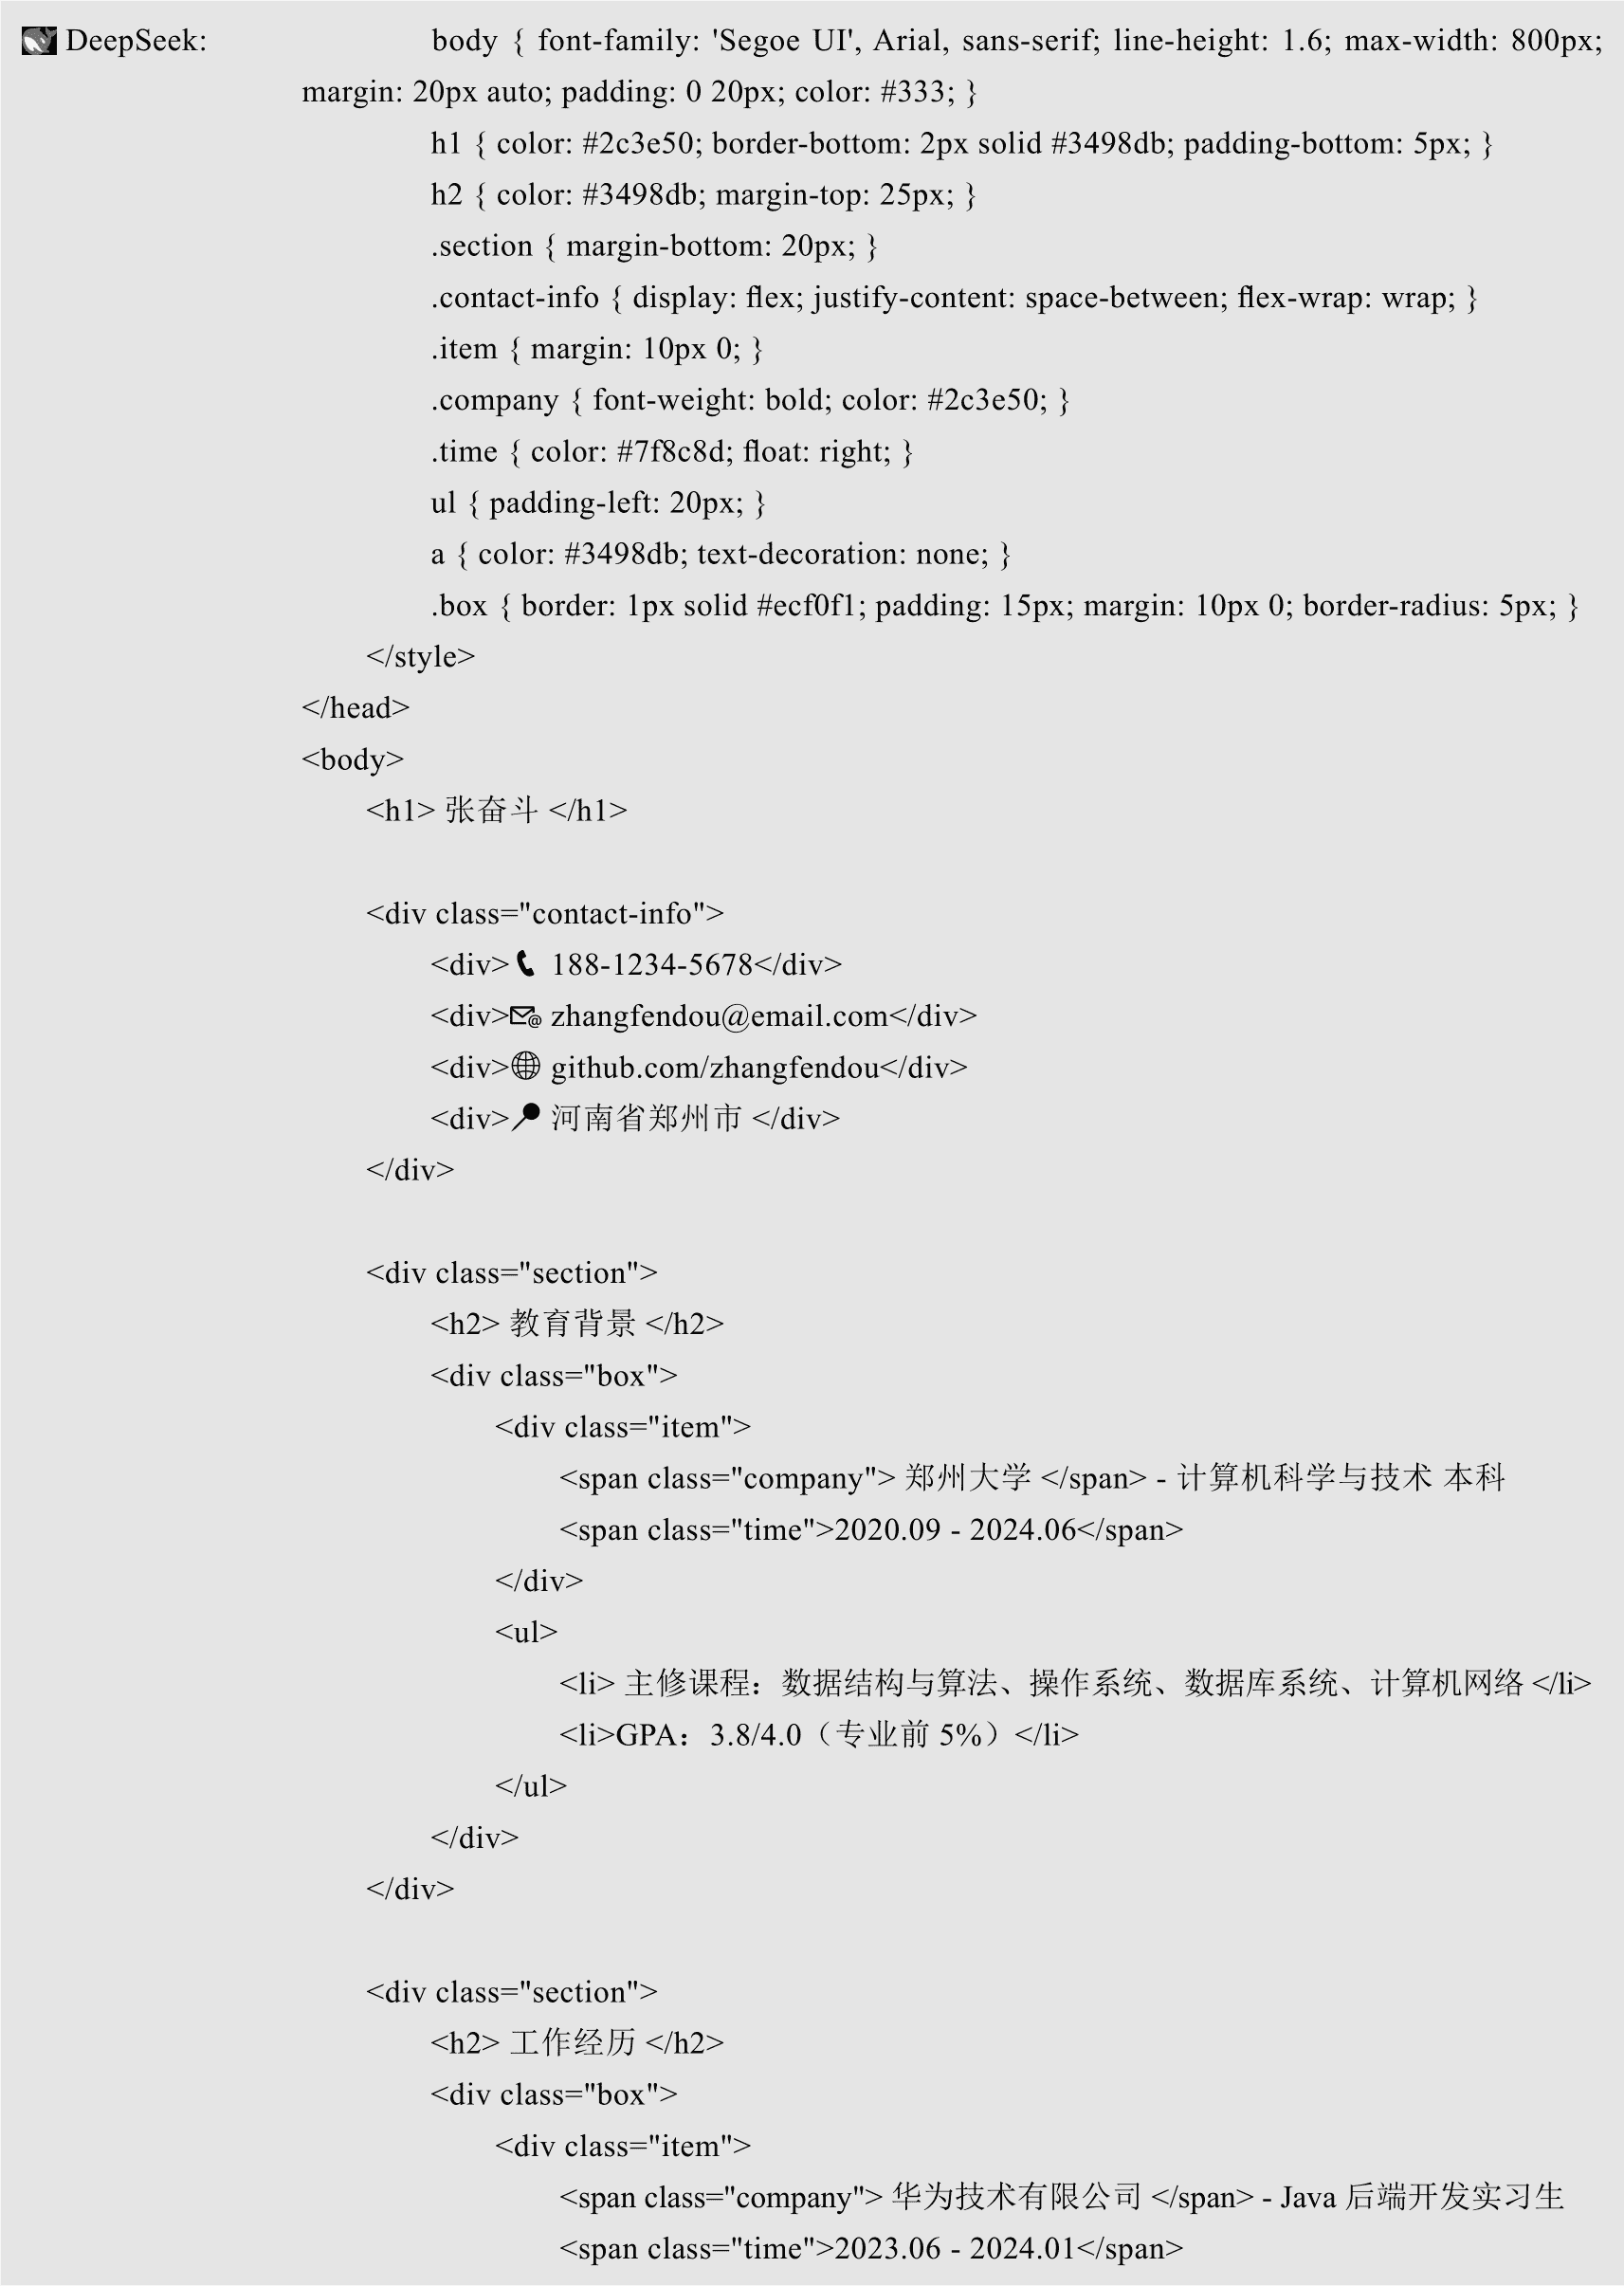 DeepSeek: body { font-family: 'Segoe UI', Arial, sans-serif; line-height: 1.6; max-width: 800px;
margin: 20px auto; padding: 0 20px; color: #333; }
h1 { color: #2c3e50; border-bottom: 2px solid #3498db; padding-bottom: 5px; }
h2 { color: #3498db; margin-top: 25px; }
.section { margin-bottom: 20px; }
.contact-info { display: flex; justify-content: space-between; flex-wrap: wrap; }
.item { margin: 10px 0; }
.company { font-weight: bold; color: #2c3e50; }
.time { color: #7f8c8d; float: right; }
ul { padding-left: 20px; }
a { color: #3498db; text-decoration: none; }
.box { border: 1px solid #ecf0f1; padding: 15px; margin: 10px 0; border-radius: 5px; }
</style>
</head>
<body>
<h1> 张奋斗 </h1>
<div class="contact-info">
<div>📞 188-1234-5678</div>
<div>📧 zhangfendou@email.com</div>
<div>🌐 github.com/zhangfendou</div>
<div>📍 河南省郑州市 </div>
</div>
<div class="section">
<h2> 教育背景 </h2>
<div class="box">
<div class="item">
<span class="company"> 郑州大学 </span> - 计算机科学与技术 本科
<span class="time">2020.09 - 2024.06</span>
</div>
<ul>
<li> 主修课程：数据结构与算法、操作系统、数据库系统、计算机网络 </li>
<li>GPA：3.8/4.0（专业前 5%）</li>
</ul>
</div>
</div>
<div class="section">
<h2> 工作经历 </h2>
<div class="box">
<div class="item">
<span class="company"> 华为技术有限公司 </span> - Java 后端开发实习生
<span class="time">2023.06 - 2024.01</span>